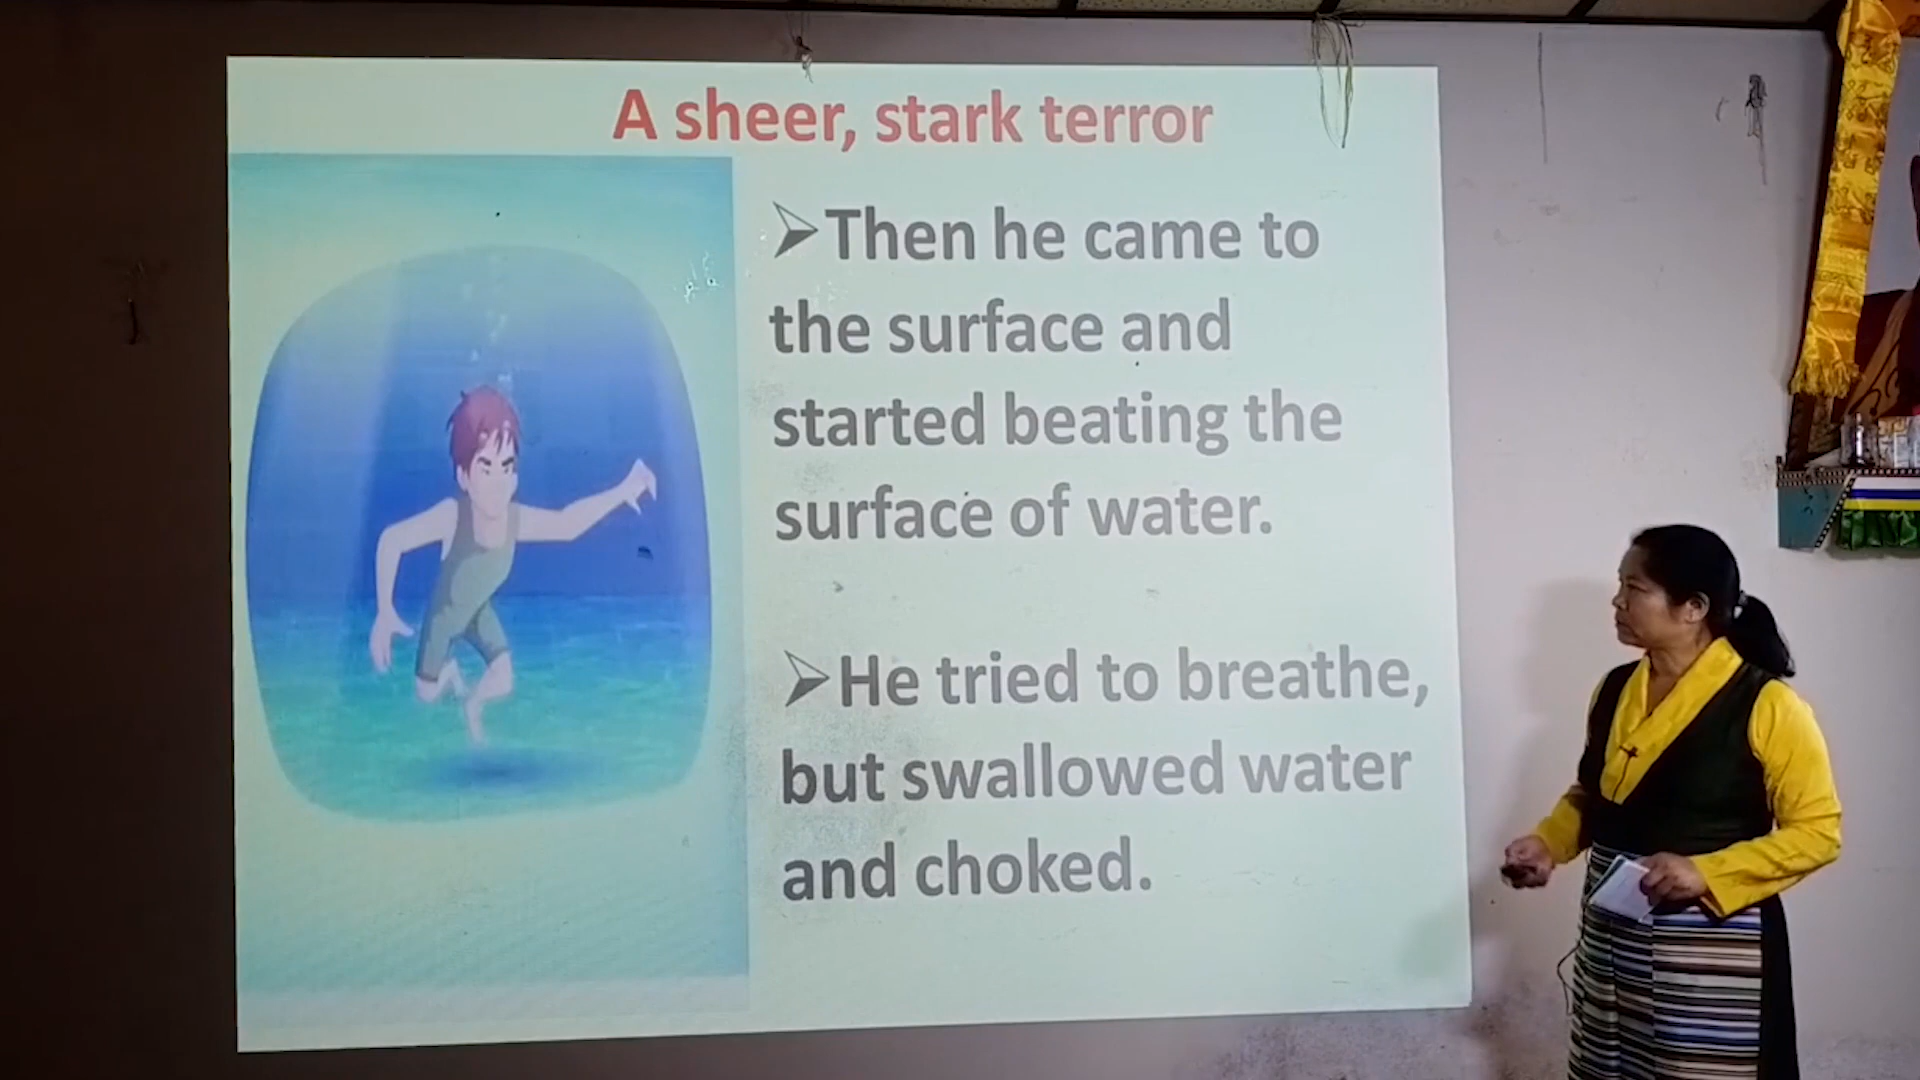 A sheer, stark terror
➢Then he came to
the surface and
started beating the
surface of water.
➢He tried to breathe,
but swallowed water
and choked.